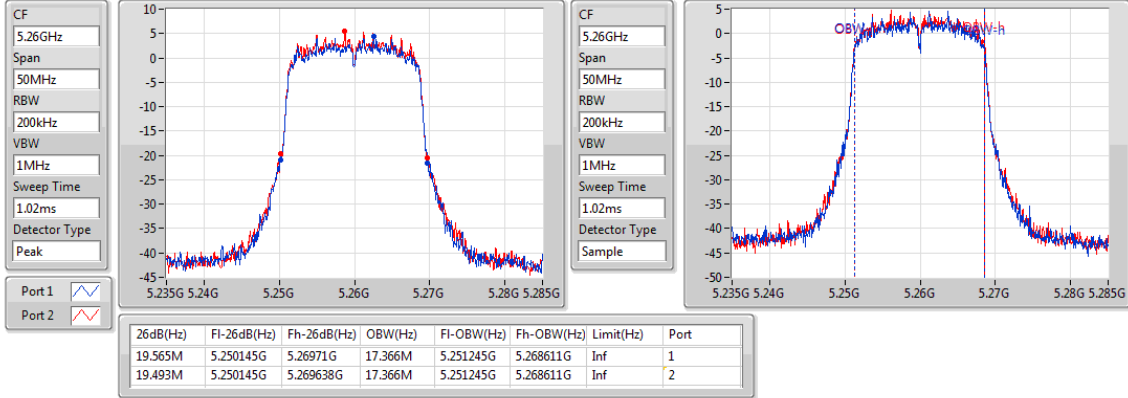 CF
5.26GHz
Span
50MHz
RBW
200kHz
VBW
1MHz
Sweep Time
1.02ms
Detector Type
Peak
Port 1
Port 2
10
5
0
-5
-10
-15
-20
-25
-30
-35
-40
-45
5.235G 5.24G 5.25G 5.26G 5.27G 5.28G 5.285G
CF
5.26GHz
Span
50MHz
RBW
200kHz
VBW
1MHz
Sweep Time
1.02ms
Detector Type
Sample
5
0
-5
-10
-15
-20
-25
-30
-35
-40
-45
-50
5.235G 5.24G 5.25G 5.26G 5.27G 5.28G 5.285G
26dB(Hz) Fl-26dB(Hz) Fh-26dB(Hz) OBW(Hz) Fl-OBW(Hz) Fh-OBW(Hz) Limit(Hz) Port
19.565M 5.250145G 5.26971G 17.366M 5.251245G 5.268611G Inf 1
19.493M 5.250145G 5.269638G 17.366M 5.251245G 5.268611G Inf 2